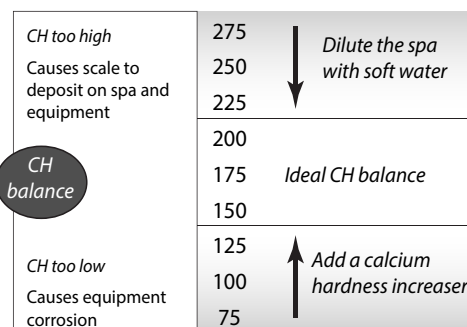 CH too high
Causes scale to
deposit on spa and
equipment
CH
balance
CH too low
Causes equipment
corrosion
275
250
225
200
175
150
125
100
75
Dilute the spa
with soft water
Ideal CH balance
Add a calcium
hardness increaser